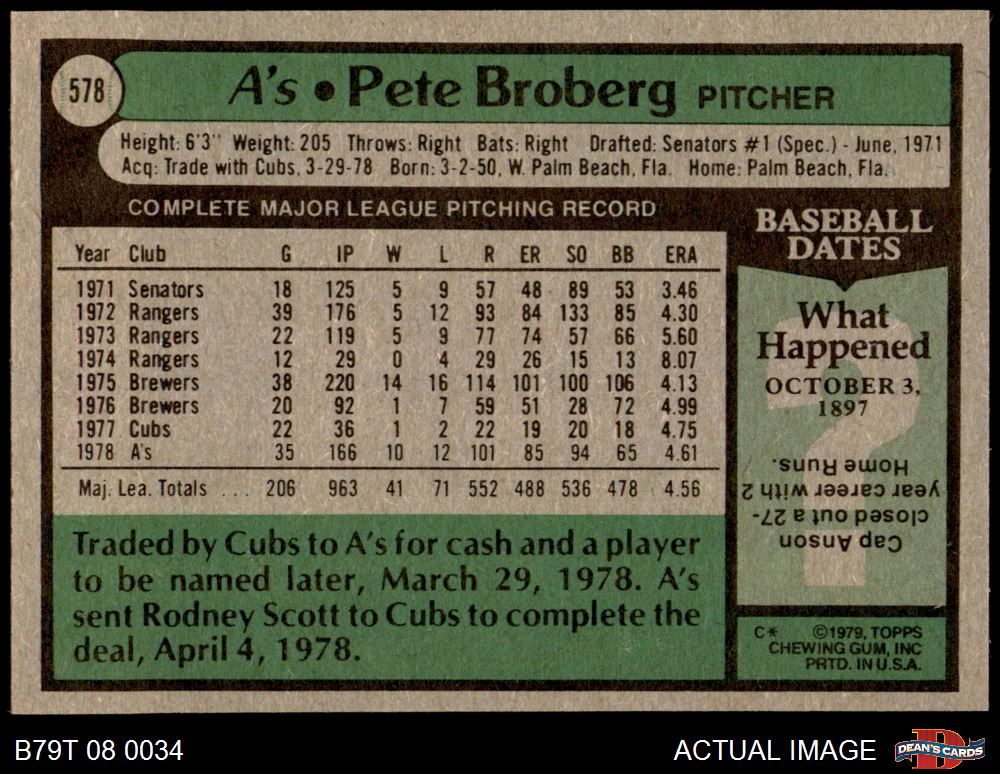 578
A's • Pete Broberg PITCHER
Height: 6'3" Weight: 205 Throws: Right Bats: Right Drafted: Senators #1 (Spec.) - June, 1971
Acq: Trade with Cubs, 3-29-78 Born: 3-2-50, W. Palm Beach, Fla. Home: Palm Beach, Fla.
COMPLETE MAJOR LEAGUE PITCHING RECORD
Year Club G IP W L R ER SO BB ERA
1971 Senators 18 125 5 9 57 48 89 53 3.46
1972 Rangers 39 176 5 12 93 84 133 85 4.30
1973 Rangers 22 119 5 9 77 74 57 66 5.60
1974 Rangers 12 29 0 4 29 26 15 13 8.07
1975 Brewers 38 220 14 16 114 101 100 106 4.13
1976 Brewers 20 92 1 7 59 51 28 72 4.99
1977 Cubs 22 36 1 2 22 19 20 18 4.75
1978 A's 35 166 10 12 101 85 94 65 4.61
Maj. Lea. Totals ... 206 963 41 71 552 488 536 478 4.56
Traded by Cubs to A's for cash and a player
to be named later, March 29, 1978. A's
sent Rodney Scott to Cubs to complete the
deal, April 4, 1978.
BASEBALL
DATES
What
Happened
OCTOBER 3,
1897
?
Cap Anson
closed out a 27-
year career with 2
Home Runs.
C* ©1979, TOPPS
CHEWING GUM, INC
PRTD. IN U.S.A.
B79T 08 0034
ACTUAL IMAGE
D
DEAN'S CARDS